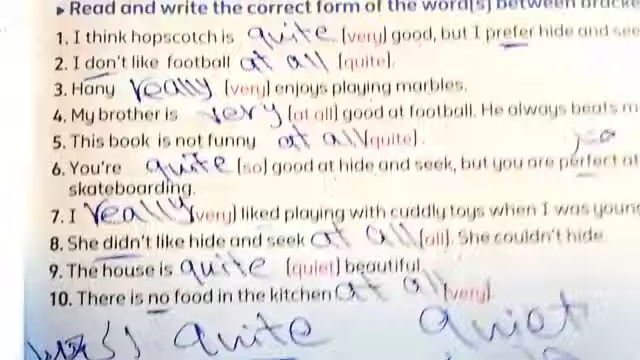 ▸ Read and write the correct form of the word(s) between bracke
1. I think hopscotch is quite (very) good, but I prefer hide and see
2. I don't like football at all (quite).
3. Hany really (very) enjoys playing marbles.
4. My brother is very (at all) good at football. He always beats m
5. This book is not funny at all (quite).
6. You're quite (so) good at hide and seek, but you are perfect at
skateboarding.
7. I really (very) liked playing with cuddly toys when I was young
8. She didn't like hide and seek at all (all). She couldn't hide
9. The house is quite (quiet) beautiful
10. There is no food in the kitchen at all (very).
quite quiet